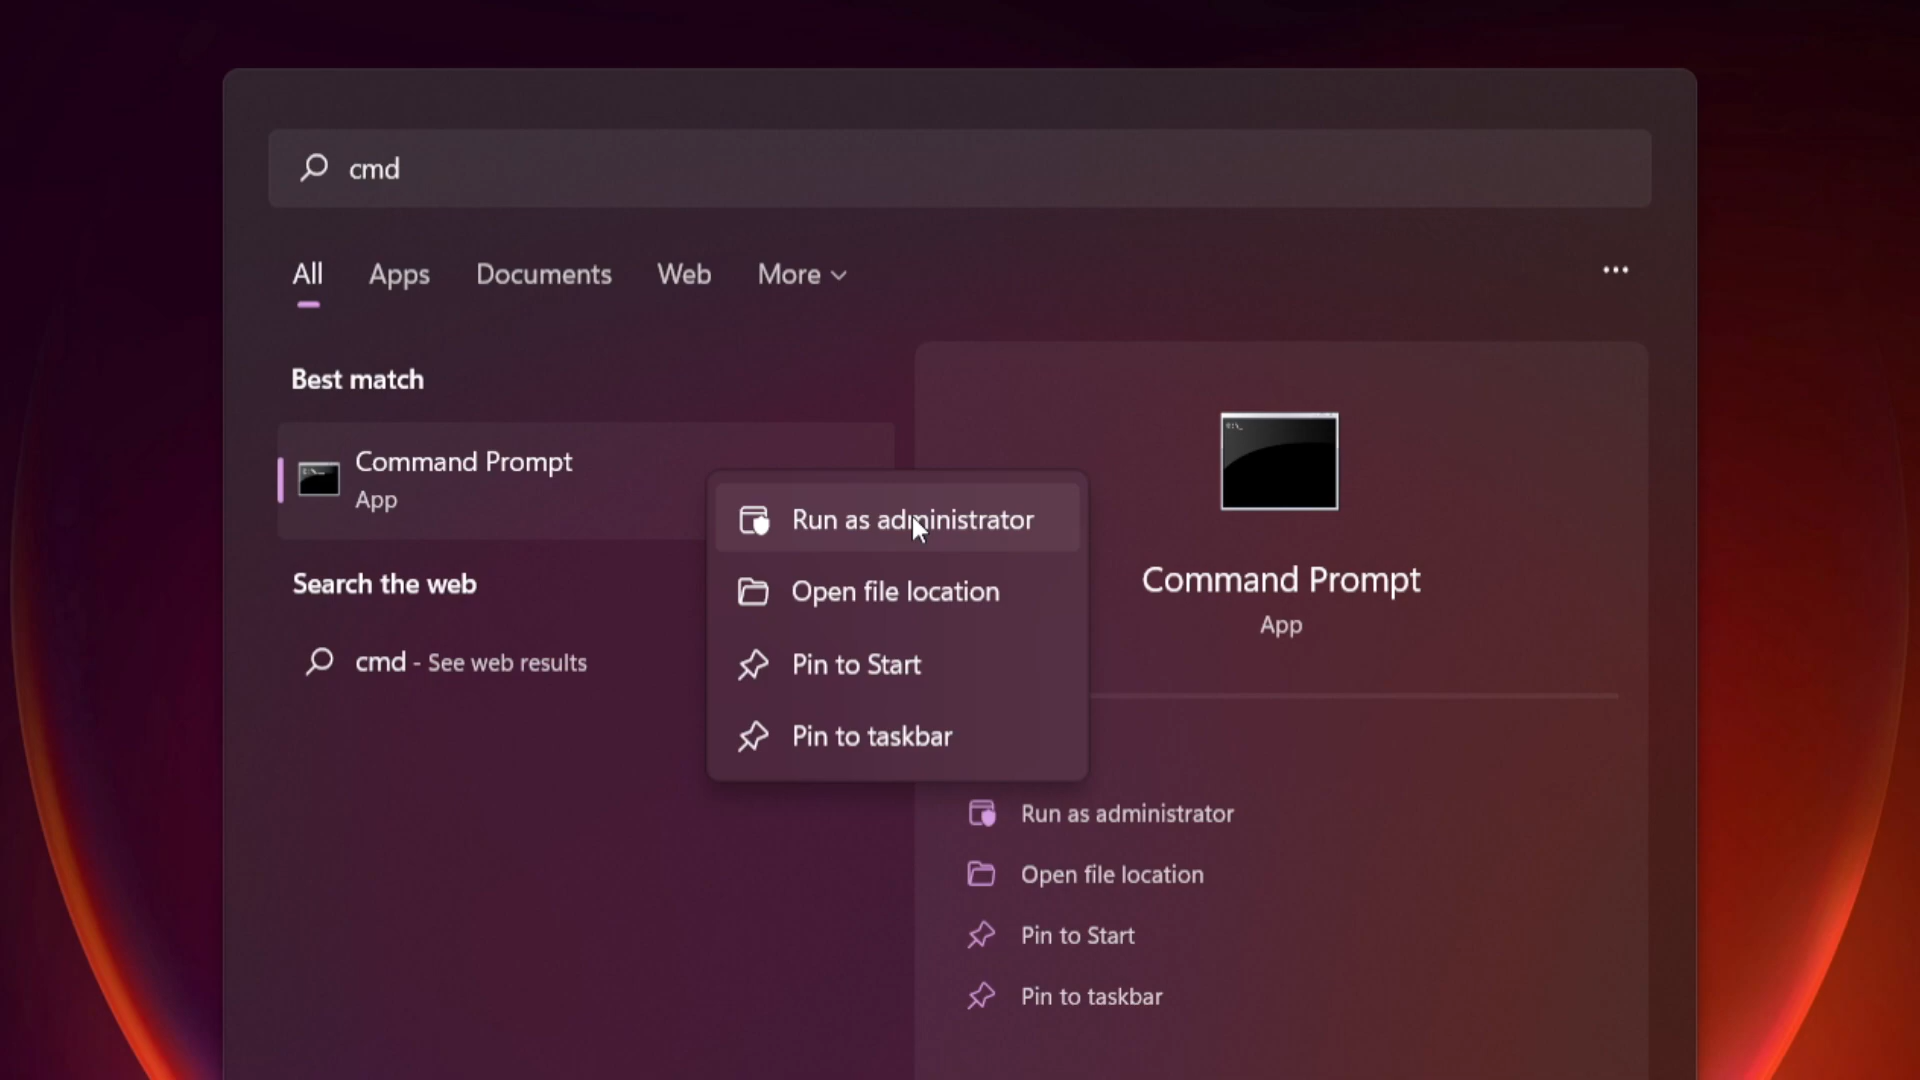 cmd
All Apps Documents Web More
Best match
Command Prompt
App
Search the web
cmd - See web results
Run as administrator
Open file location
Pin to Start
Pin to taskbar
Command Prompt
App
Run as administrator
Open file location
Pin to Start
Pin to taskbar